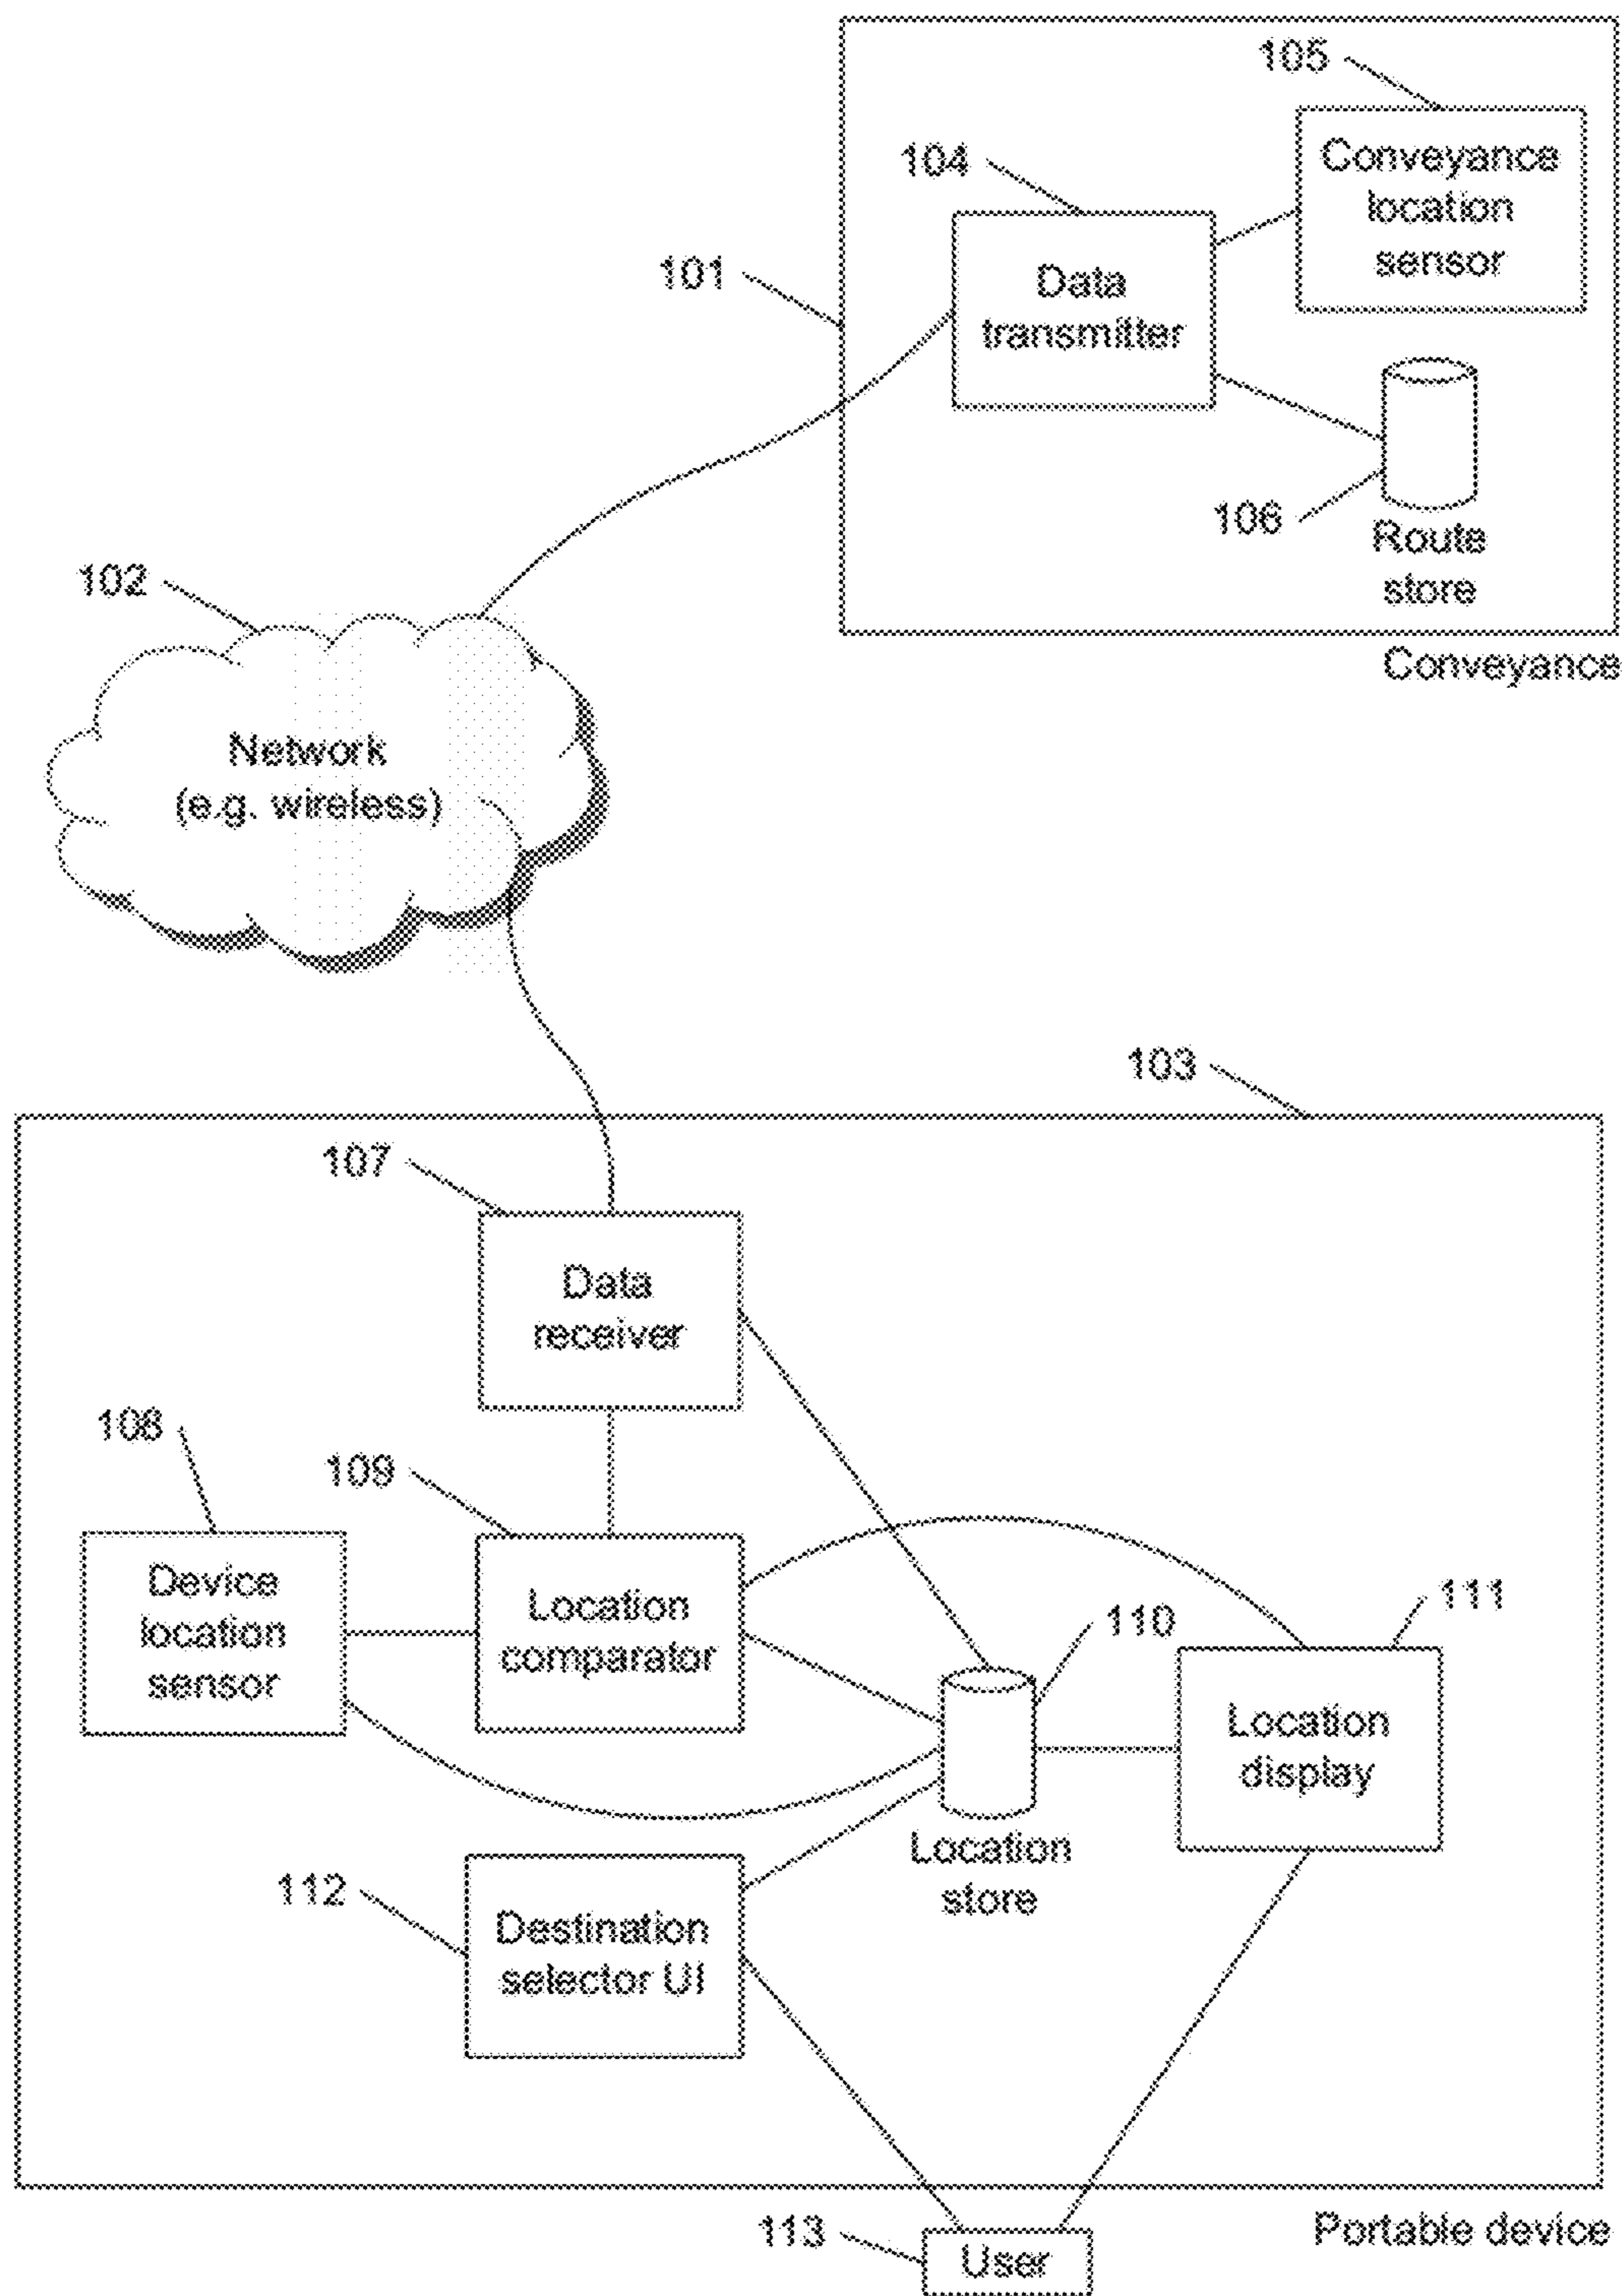 105
Conveyance
location
sensor
104
Data
transmitter
101
106
Route
store
Conveyance
102
Network
(e.g. wireless)
103
107
Data
receiver
108
109
Device
location
sensor
Location
comparator
110
111
Location
display
Location
store
112
Destination
selector UI
Portable device
113
User